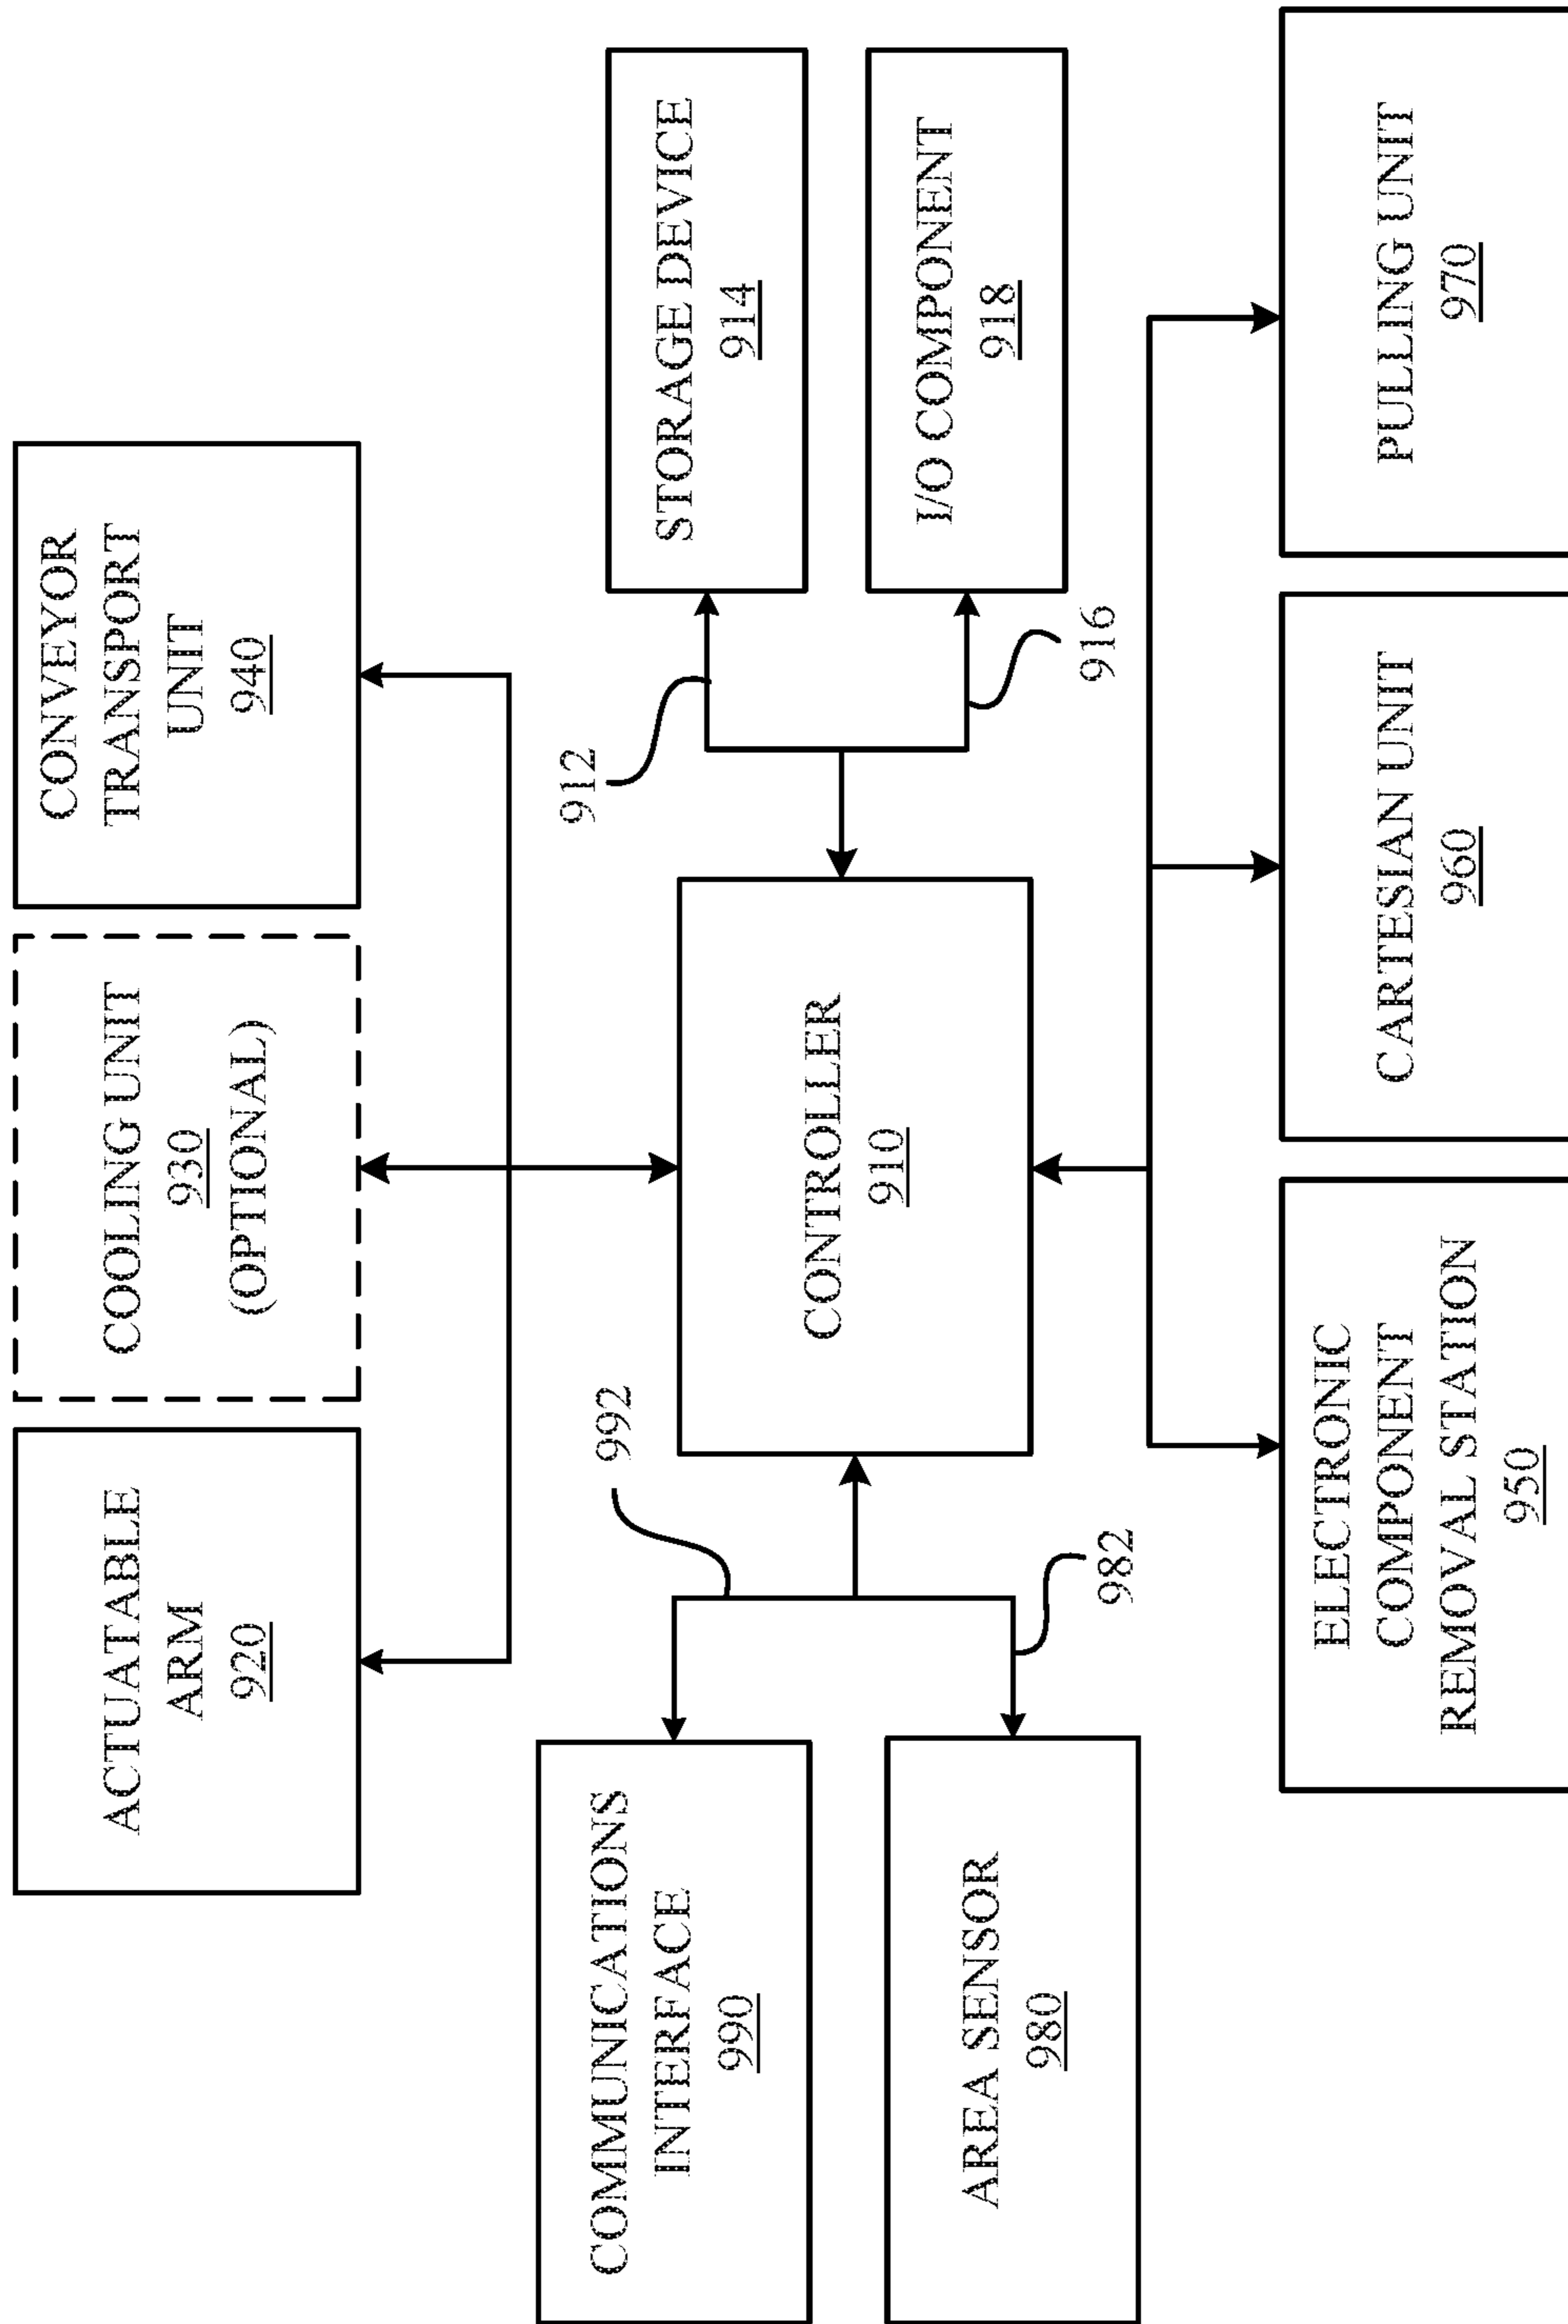 ACTUATABLE
ARM
920
COOLING UNIT
930
(OPTIONAL)
CONVEYOR
TRANSPORT
UNIT
940
COMMUNICATIONS
INTERFACE
990
992
912
STORAGE DEVICE
914
CONTROLLER
910
AREA SENSOR
980
982
916
I/O COMPONENT
918
ELECTRONIC
COMPONENT
REMOVAL STATION
950
CARTESIAN UNIT
960
PULLING UNIT
970